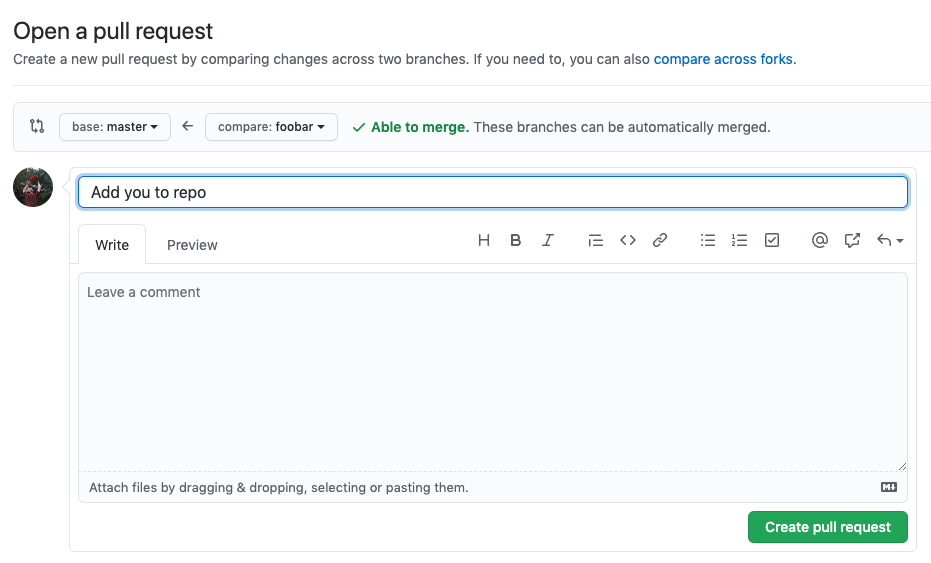 Open a pull request
Create a new pull request by comparing changes across two branches. If you need to, you can also compare across forks.
base: master
compare: foobar
Able to merge. These branches can be automatically merged.
Add you to repo
Write
Preview
H B I
@
Leave a comment
Attach files by dragging & dropping, selecting or pasting them.
M
Create pull request